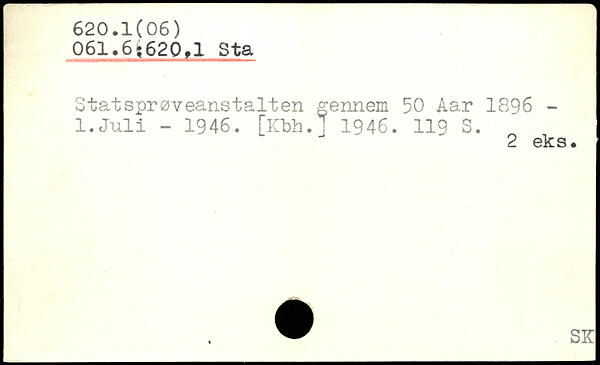 620.1(06)
061.6:620,1 Sta
Statsprøveanstalten gennem 50 Aar 1896 -
1.Juli - 1946. [Kbh.] 1946. 119 S.
2 eks.
SK